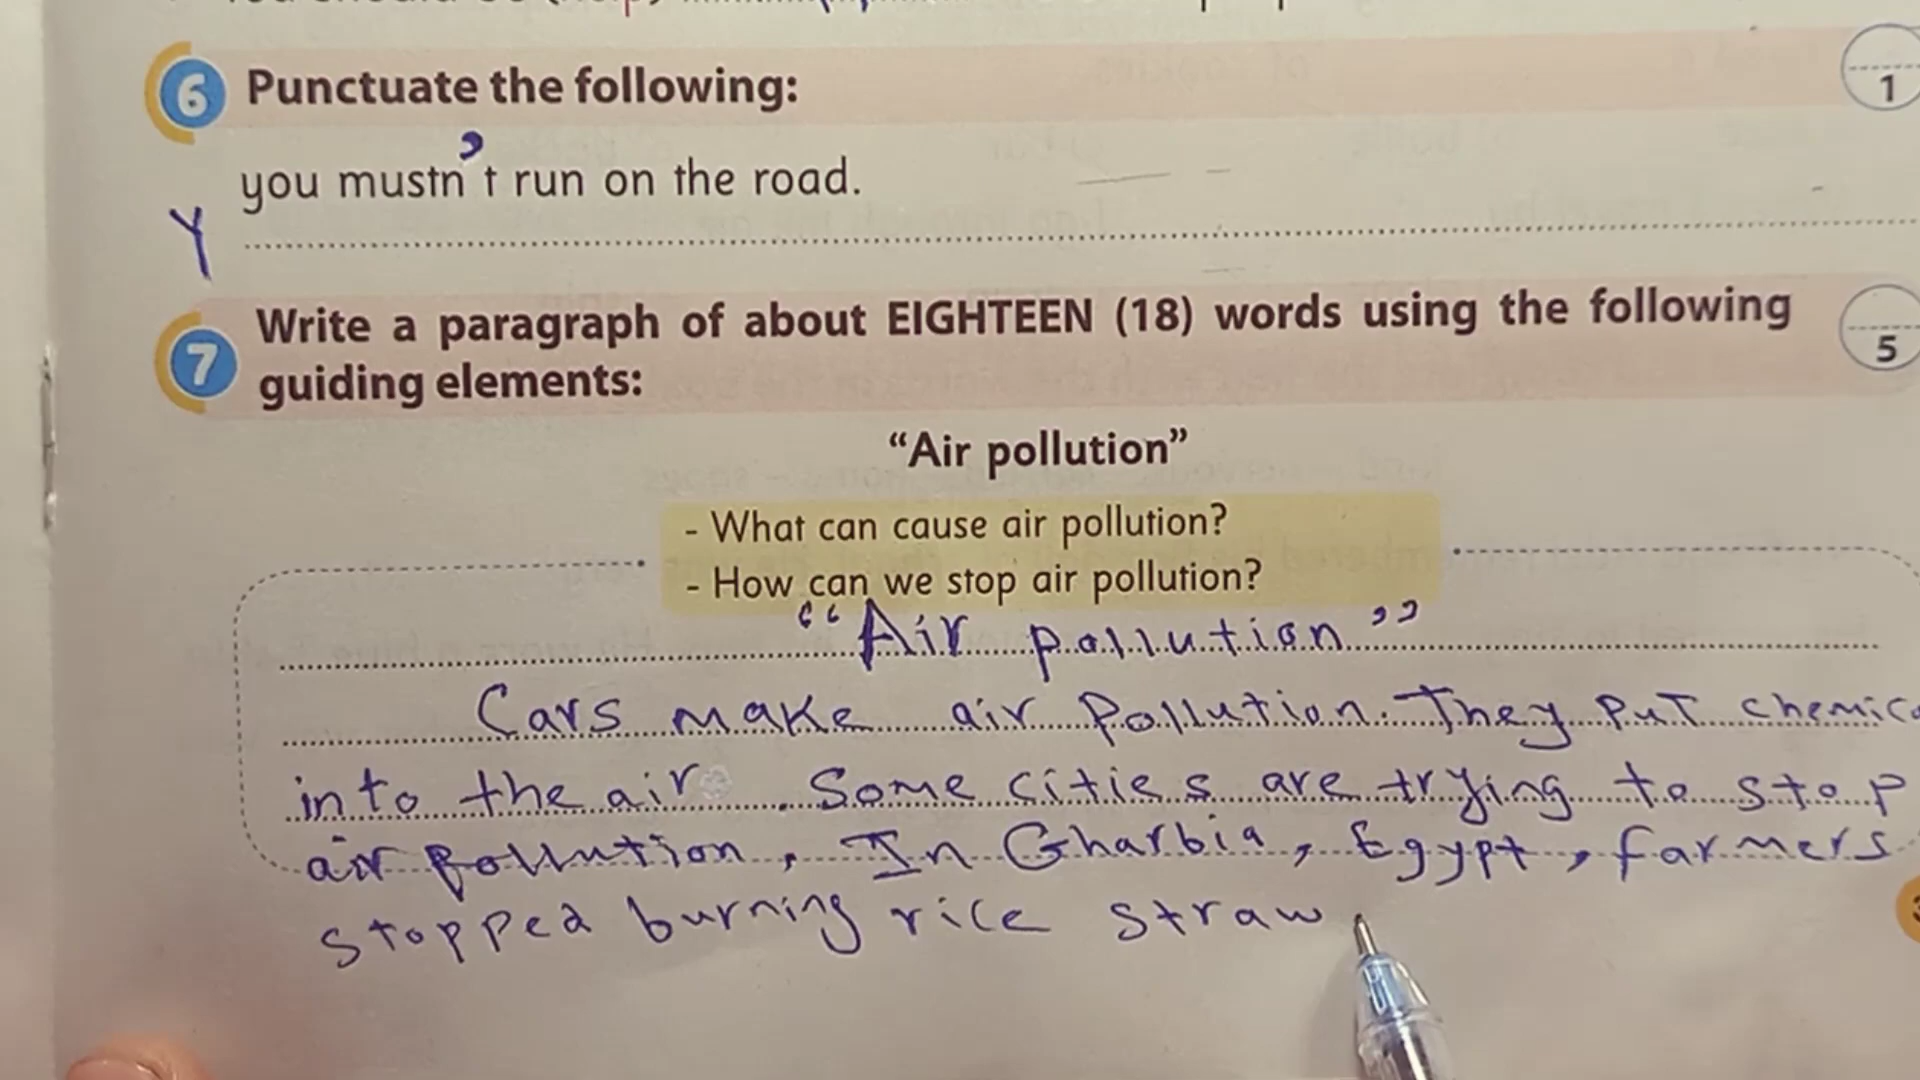 6 Punctuate the following:
1
you mustn't run on the road.
Y
7 Write a paragraph of about EIGHTEEN (18) words using the following
guiding elements:
5
“Air pollution”
- What can cause air pollution?
- How can we stop air pollution?
“Air pollution”
Cars make air Pollution. They put chemic
into the air. Some cities are trying to stop
air pollution, In Gharbia, Egypt, farmers
stopped burning rice straw